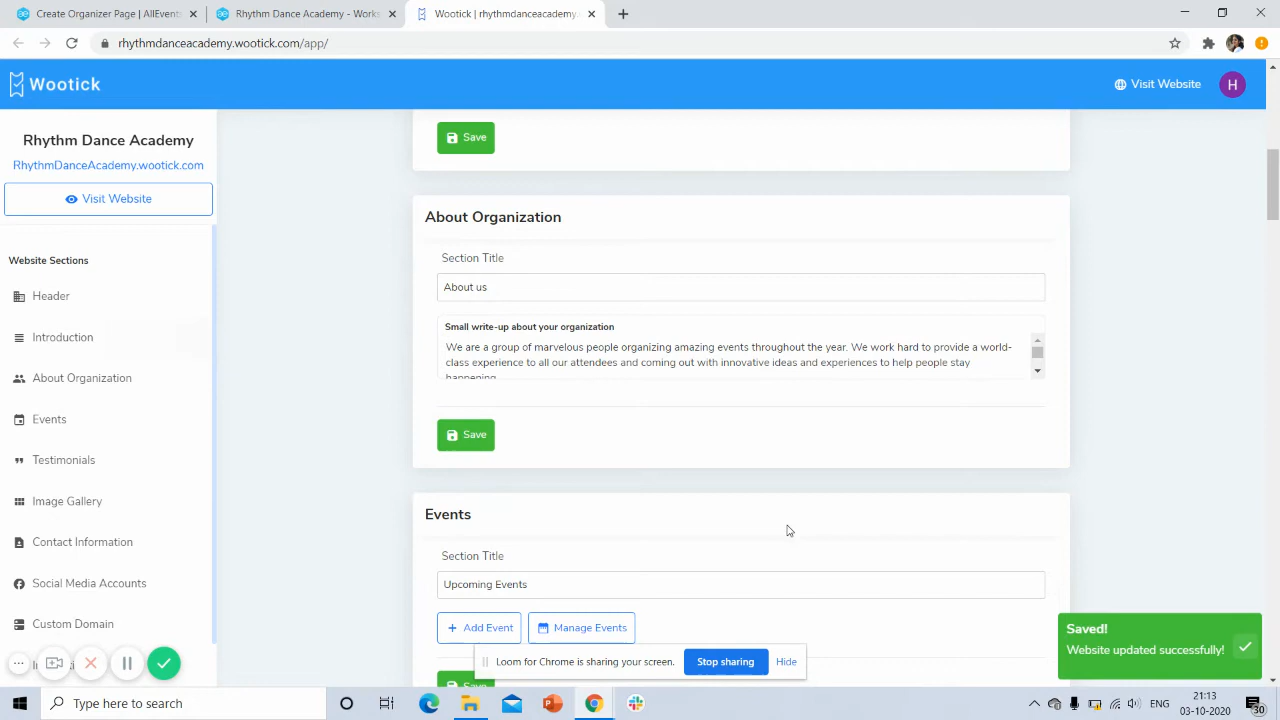 Create Organizer Page | AllEvents
Rhythm Dance Academy - Works
Wootick | rhythmdanceacademy.
rhythmdanceacademy.wootick.com/app/
Wootick
Visit Website
H
Rhythm Dance Academy
RhythmDanceAcademy.wootick.com
Visit Website
Website Sections
Header
Introduction
About Organization
Events
Testimonials
Image Gallery
Contact Information
Social Media Accounts
Custom Domain
Save
About Organization
Section Title
About us
Small write-up about your organization
We are a group of marvelous people organizing amazing events throughout the year. We work hard to provide a world-
class experience to all our attendees and coming out with innovative ideas and experiences to help people stay
happening
Save
Events
Section Title
Upcoming Events
Add Event
Manage Events
Save
Saved!
Website updated successfully!
Loom for Chrome is sharing your screen.
Stop sharing
Hide
Type here to search
ENG
21:13
03-10-2020
30